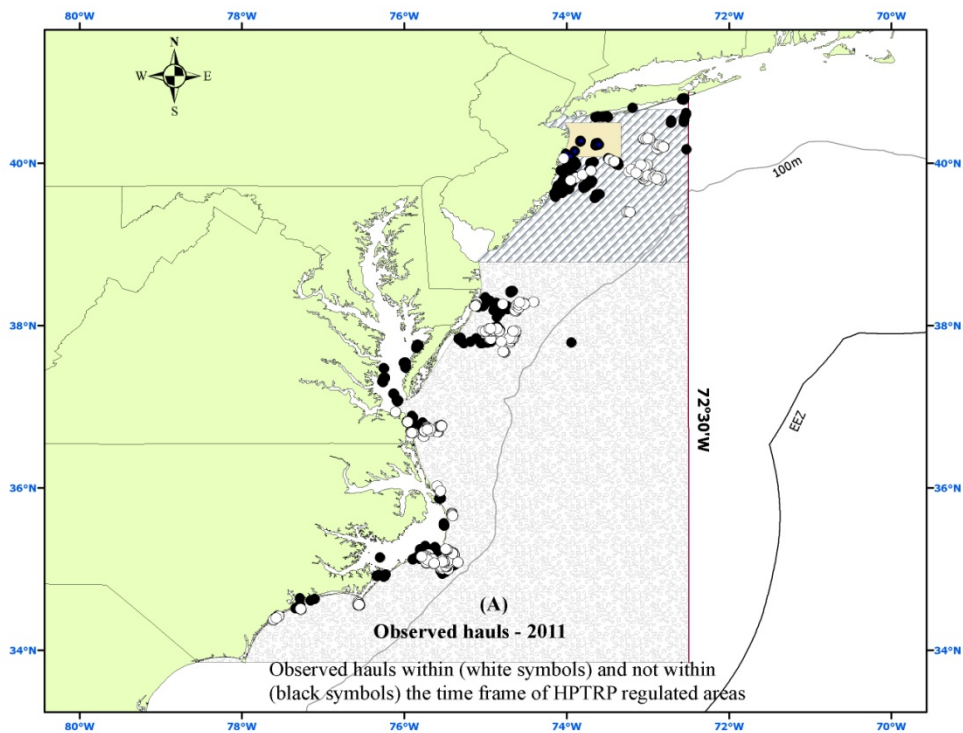 80°W 78°W 76°W 74°W 72°W 70°W
N
W E
S
40°N 40°N
100m
38°N 38°N
72°30'W
EEZ
36°N 36°N
(A)
Observed hauls - 2011
34°N 34°N
Observed hauls within (white symbols) and not within
(black symbols) the time frame of HPTRP regulated areas
80°W 78°W 76°W 74°W 72°W 70°W